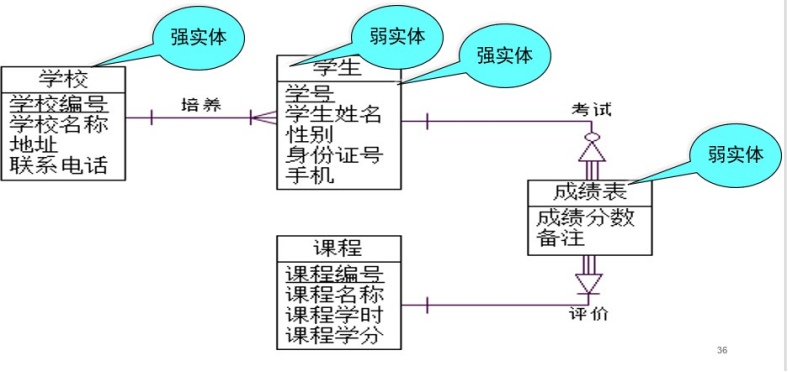 强实体
弱实体
强实体
学校
学校编号
学校名称
地址
联系电话
培养
学生
学号
学生姓名
性别
身份证号
手机
考试
弱实体
成绩表
成绩分数
备注
课程
课程编号
课程名称
课程学时
课程学分
评价
36